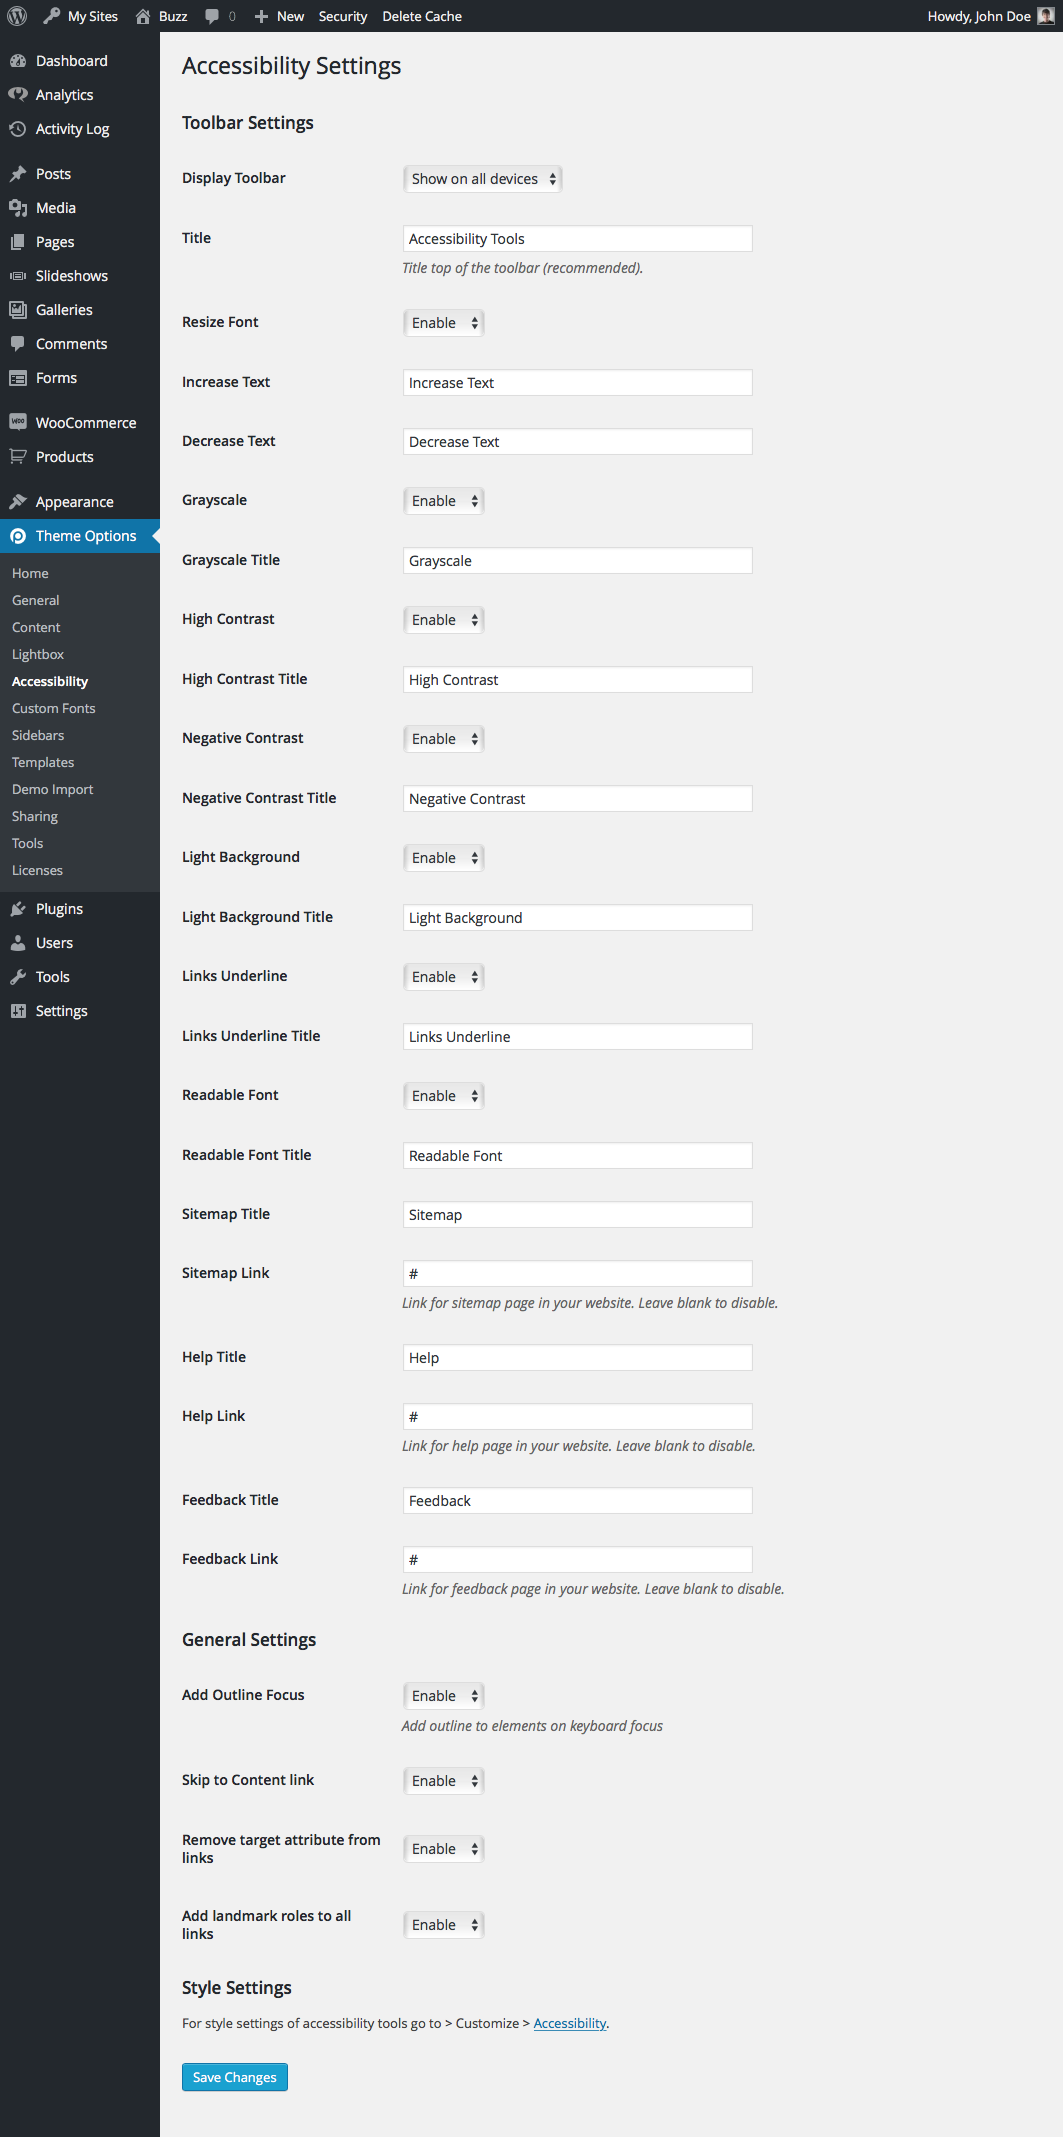 My Sites Buzz 0 New Security Delete Cache Howdy, John Doe
Dashboard
Analytics
Activity Log
Posts
Media
Pages
Slideshows
Galleries
Comments
Forms
WooCommerce
Products
Appearance
Theme Options
Home
General
Content
Lightbox
Accessibility
Custom Fonts
Sidebars
Templates
Demo Import
Sharing
Tools
Licenses
Plugins
Users
Tools
Settings
Accessibility Settings
Toolbar Settings
Display Toolbar Show on all devices
Title Accessibility Tools
Title top of the toolbar (recommended).
Resize Font Enable
Increase Text Increase Text
Decrease Text Decrease Text
Grayscale Enable
Grayscale Title Grayscale
High Contrast Enable
High Contrast Title High Contrast
Negative Contrast Enable
Negative Contrast Title Negative Contrast
Light Background Enable
Light Background Title Light Background
Links Underline Enable
Links Underline Title Links Underline
Readable Font Enable
Readable Font Title Readable Font
Sitemap Title Sitemap
Sitemap Link #
Link for sitemap page in your website. Leave blank to disable.
Help Title Help
Help Link #
Link for help page in your website. Leave blank to disable.
Feedback Title Feedback
Feedback Link #
Link for feedback page in your website. Leave blank to disable.
General Settings
Add Outline Focus Enable
Add outline to elements on keyboard focus
Skip to Content link Enable
Remove target attribute from
links Enable
Add landmark roles to all
links Enable
Style Settings
For style settings of accessibility tools go to > Customize > Accessibility.
Save Changes